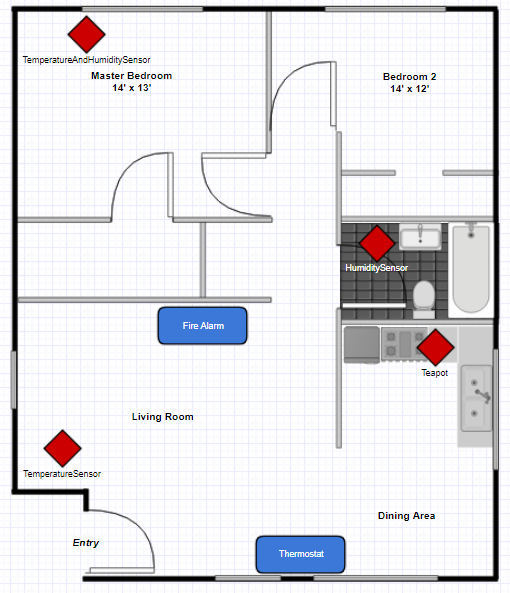 TemperatureAndHumiditySensor
Master Bedroom
14' x 13'
Bedroom 2
14' x 12'
HumiditySensor
Fire Alarm
Teapot
Living Room
TemperatureSensor
Dining Area
Entry
Thermostat